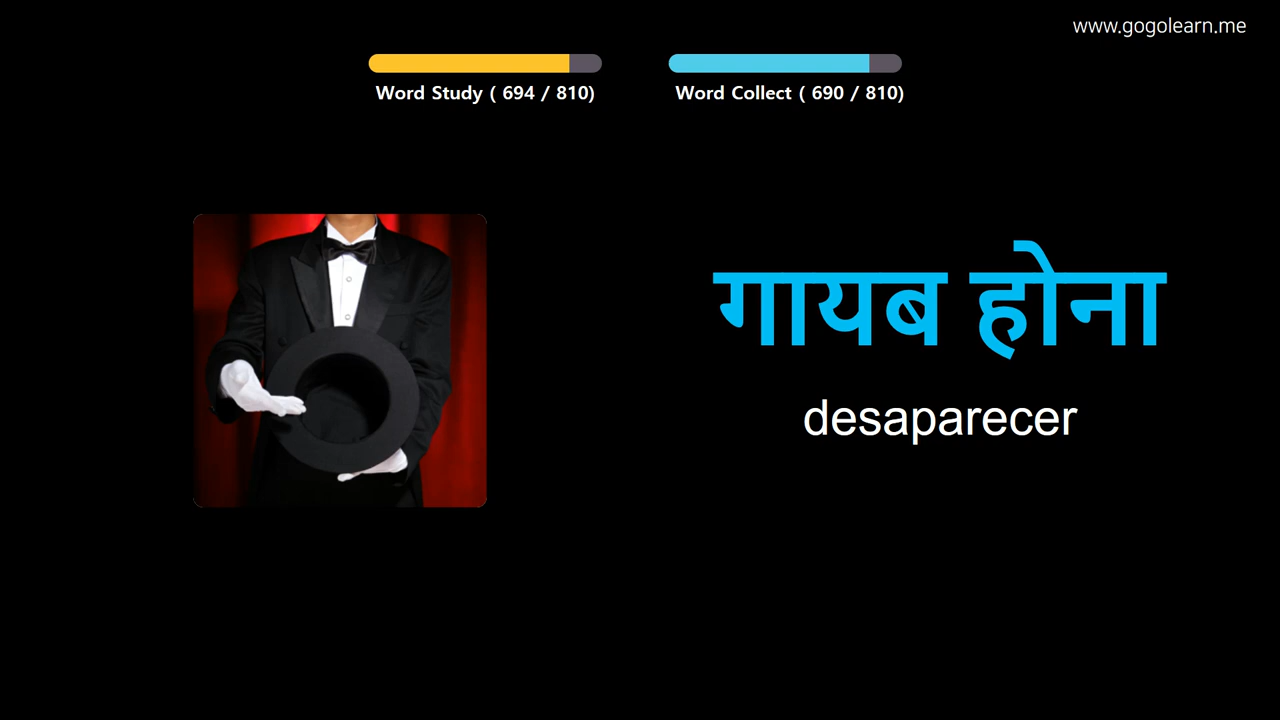 www.gogolearn.me
Word Study ( 694 / 810)
Word Collect ( 690 / 810)
गायब होना
desaparecer